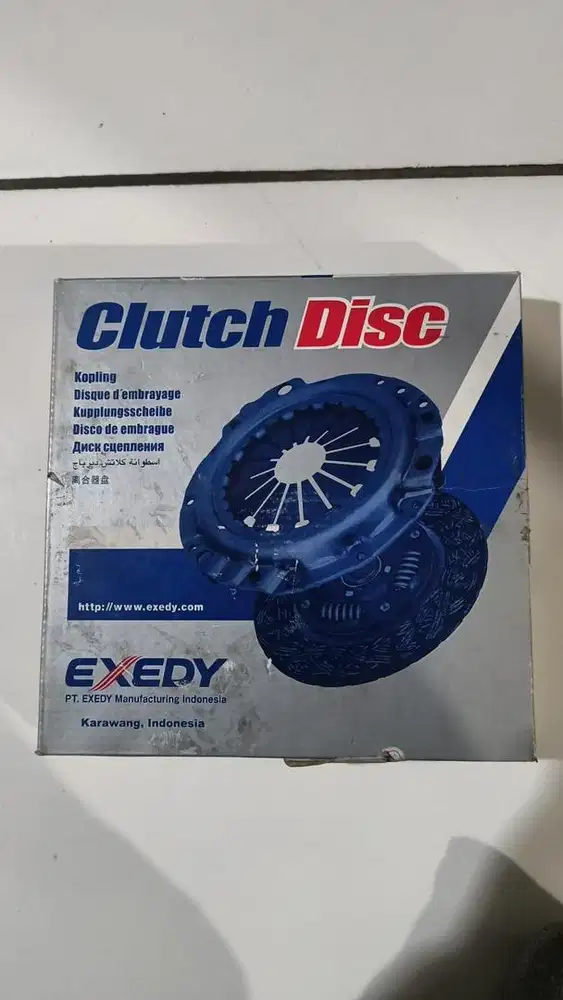 Clutch Disc
Kopling
Disque d'embrayage
Kupplungsscheibe
Disco de embrague
Диск сцепления
اسطوانة كلاتش ديرياج
离合器盘
http://www.exedy.com
EXEDY
PT. EXEDY Manufacturing Indonesia
Karawang, Indonesia